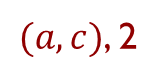 (a, c), 2